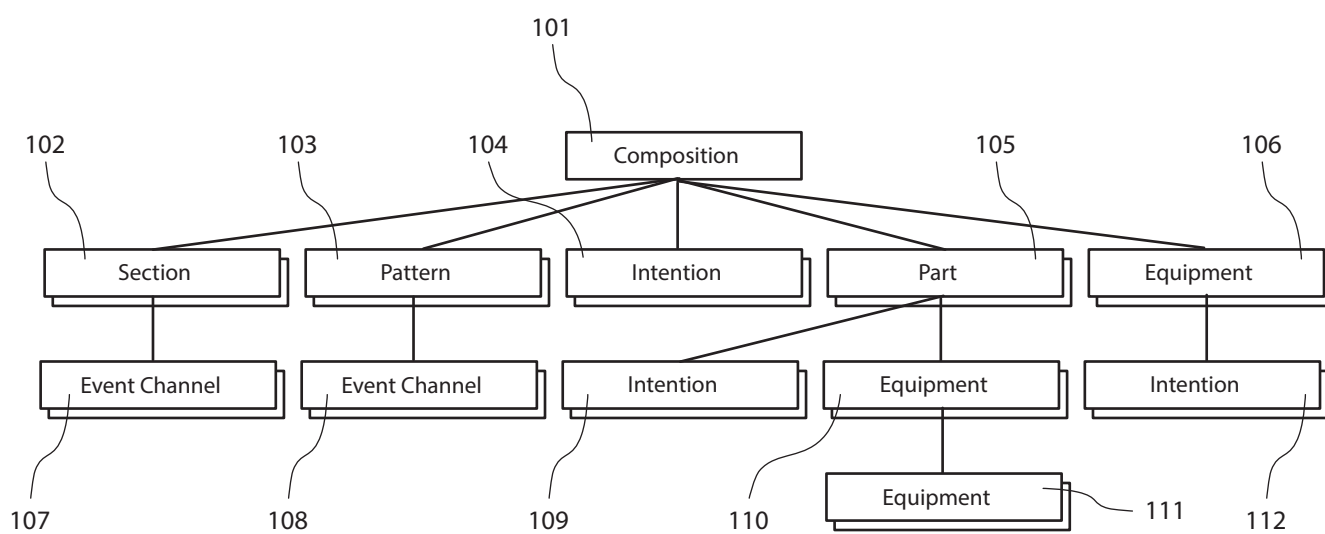 101
102
103
104
105
106
Composition
Section
Pattern
Intention
Part
Equipment
Event Channel
Event Channel
Intention
Equipment
Intention
Equipment
107
108
109
110
111
112